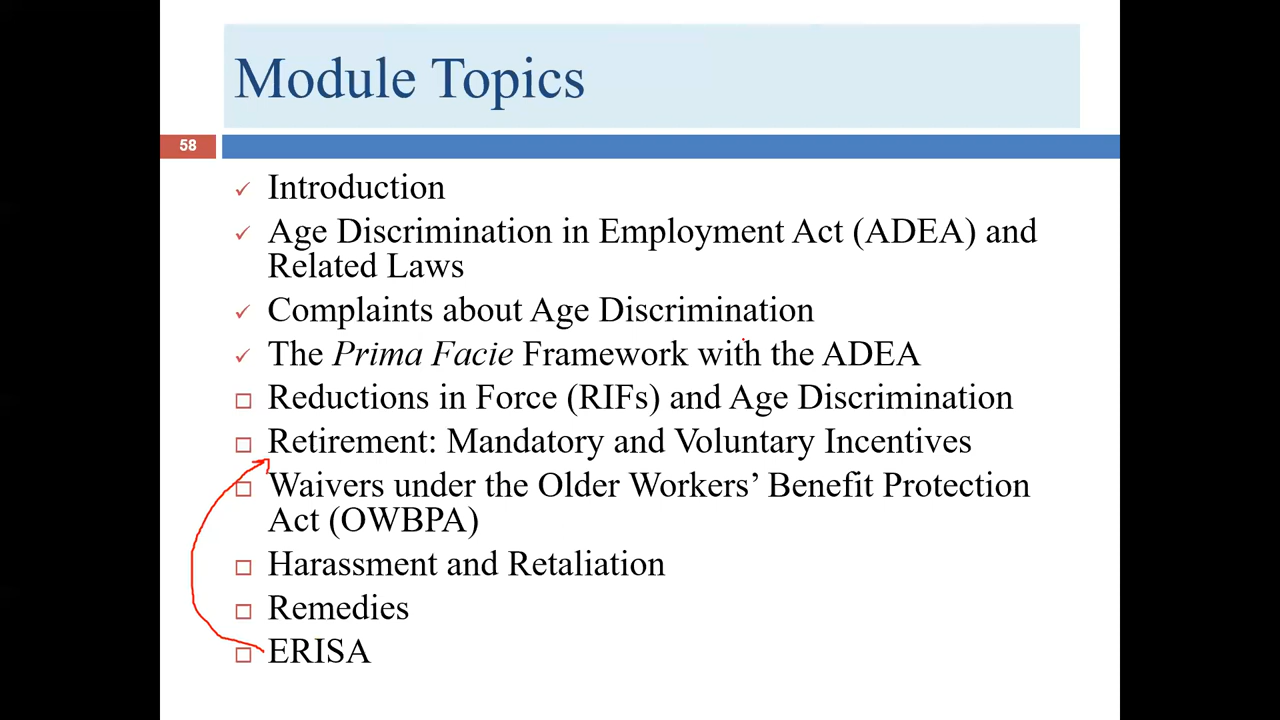 Module Topics
58
Introduction
Age Discrimination in Employment Act (ADEA) and
Related Laws
Complaints about Age Discrimination
The Prima Facie Framework with the ADEA
Reductions in Force (RIFs) and Age Discrimination
Retirement: Mandatory and Voluntary Incentives
Waivers under the Older Workers’ Benefit Protection
Act (OWBPA)
Harassment and Retaliation
Remedies
ERISA